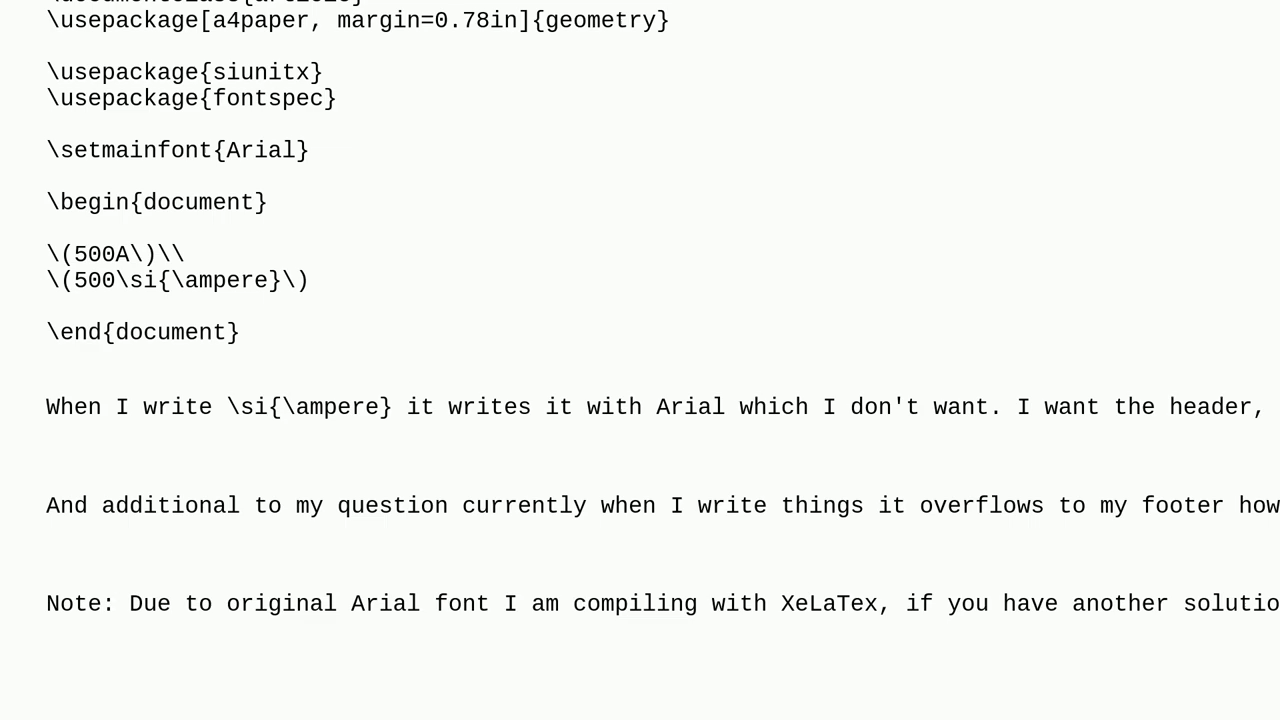 \usepackage[a4paper, margin=0.78in]{geometry}
\usepackage{siunitx}
\usepackage{fontspec}
\setmainfont{Arial}
\begin{document}
\(500A\)\\
\(500\si{\ampere}\)
\end{document}
When I write \si{\ampere} it writes it with Arial which I don't want. I want the header,
And additional to my question currently when I write things it overflows to my footer how
Note: Due to original Arial font I am compiling with XeLaTex, if you have another solutio